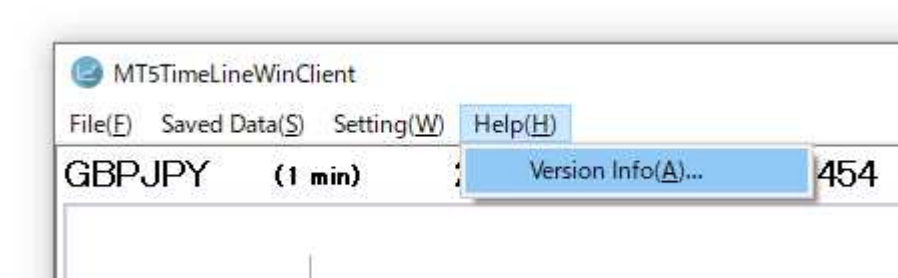 MT5TimeLineWinClient
File(F) Saved Data(S) Setting(W) Help(H)
Version Info(A)...
GBPJPY (1 min) 454